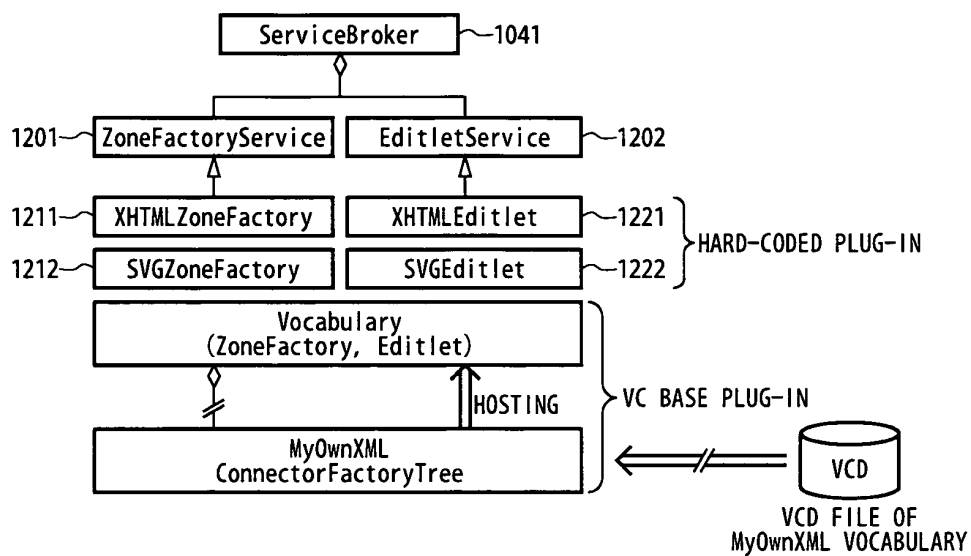 ServiceBroker 1041
1201 ZoneFactoryService EditletService 1202
1211 XHTMLZoneFactory XHTMLEditlet 1221
HARD-CODED PLUG-IN
1212 SVGZoneFactory SVGEditlet 1222
Vocabulary
(ZoneFactory, Editlet)
HOSTING
VC BASE PLUG-IN
MyOwnXML
ConnectorFactoryTree
VCD
VCD FILE OF
MyOwnXML VOCABULARY